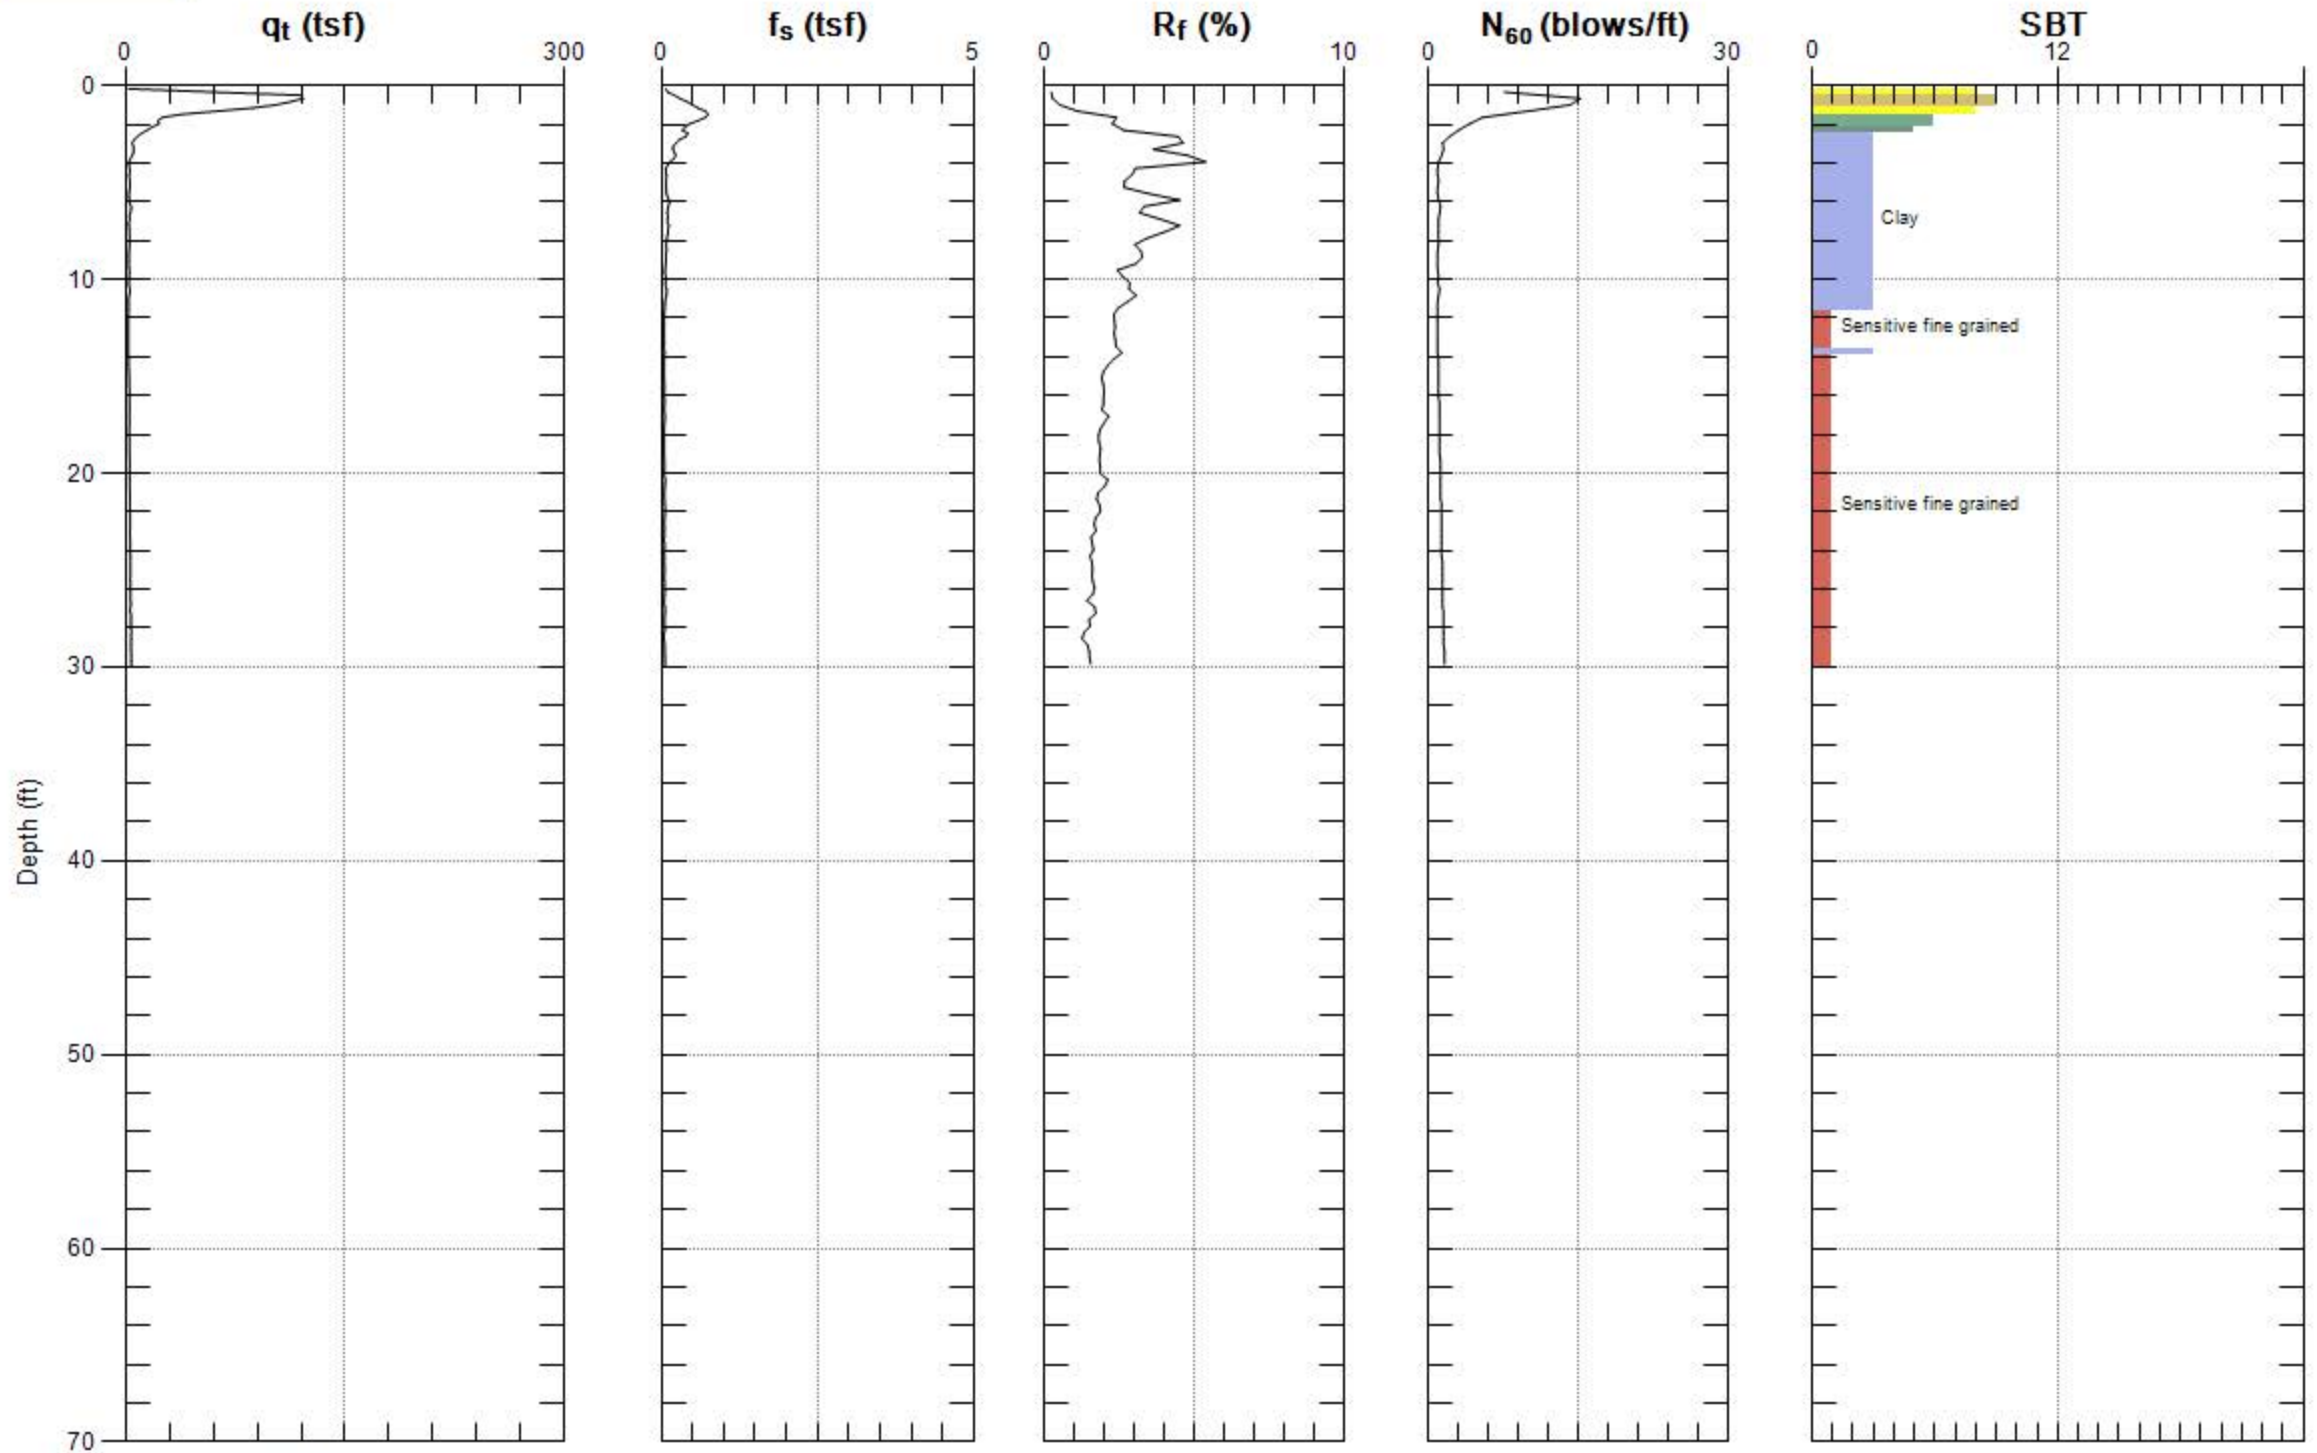 qt (tsf) fs (tsf) Rf (%) N60 (blows/ft) SBT
0 300 0 5 0 10 0 30 0 12
0
Clay
10
Sensitive fine grained
20
Sensitive fine grained
30
Depth (ft)
40
50
60
70